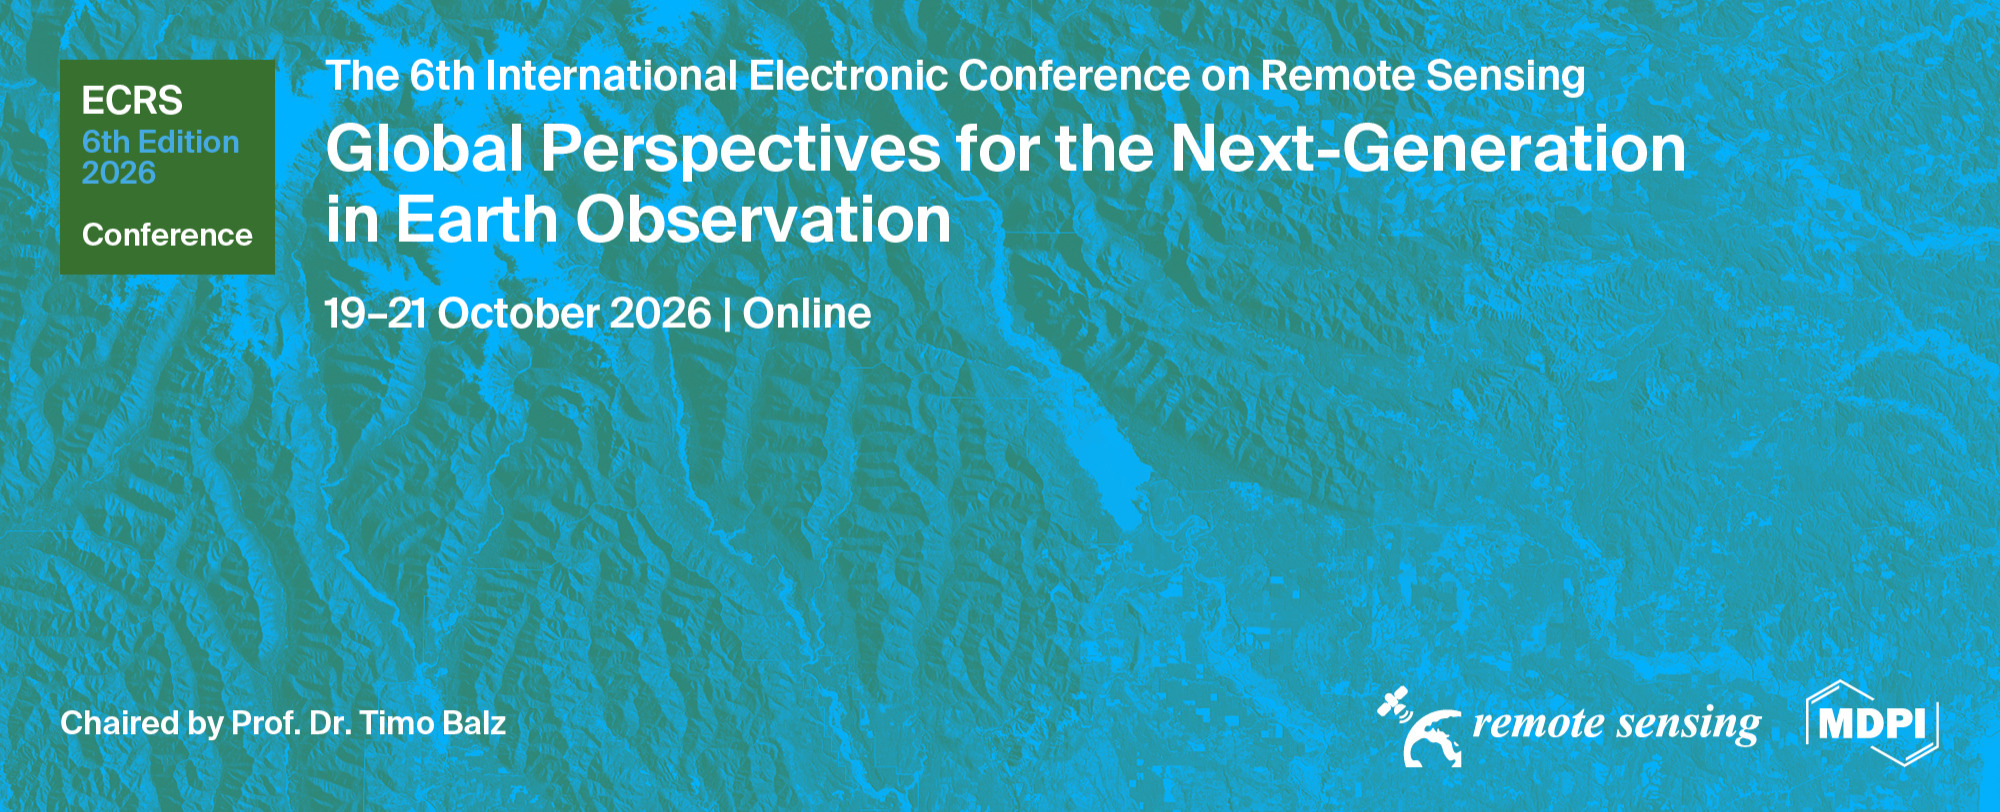 ECRS
6th Edition
2026
Conference
The 6th International Electronic Conference on Remote Sensing
Global Perspectives for the Next-Generation
in Earth Observation
19–21 October 2026 | Online
Chaired by Prof. Dr. Timo Balz
remote sensing
MDPI